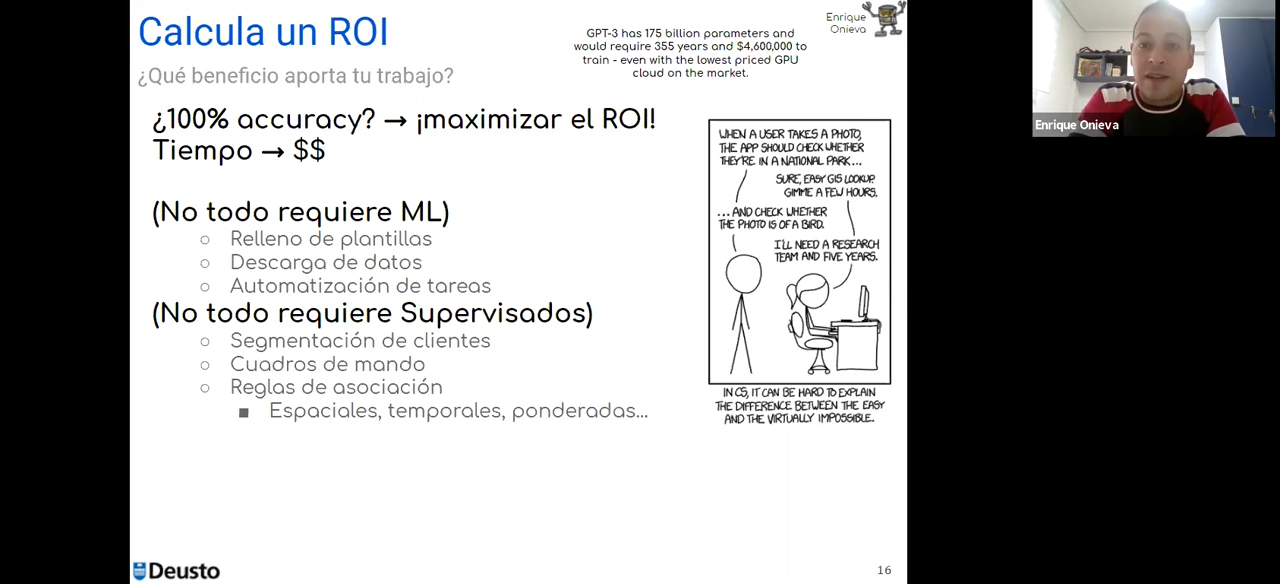 Calcula un ROI
¿Qué beneficio aporta tu trabajo?
GPT-3 has 175 billion parameters and
would require 355 years and $4,600,000 to
train - even with the lowest priced GPU
cloud on the market.
Enrique
Onieva
¿100% accuracy? → ¡maximizar el ROI!
Tiempo → $$
(No todo requiere ML)
○ Relleno de plantillas
○ Descarga de datos
○ Automatización de tareas
(No todo requiere Supervisados)
○ Segmentación de clientes
○ Cuadros de mando
○ Reglas de asociación
■ Espaciales, temporales, ponderadas...
WHEN A USER TAKES A PHOTO,
THE APP SHOULD CHECK WHETHER
THEY'RE IN A NATIONAL PARK...
SURE, EASY GIS LOOKUP.
GIMME A FEW HOURS.
...AND CHECK WHETHER
THE PHOTO IS OF A BIRD.
I'LL NEED A RESEARCH
TEAM AND FIVE YEARS.
IN CS, IT CAN BE HARD TO EXPLAIN
THE DIFFERENCE BETWEEN THE EASY
AND THE VIRTUALLY IMPOSSIBLE.
Deusto
16
Enrique Onieva